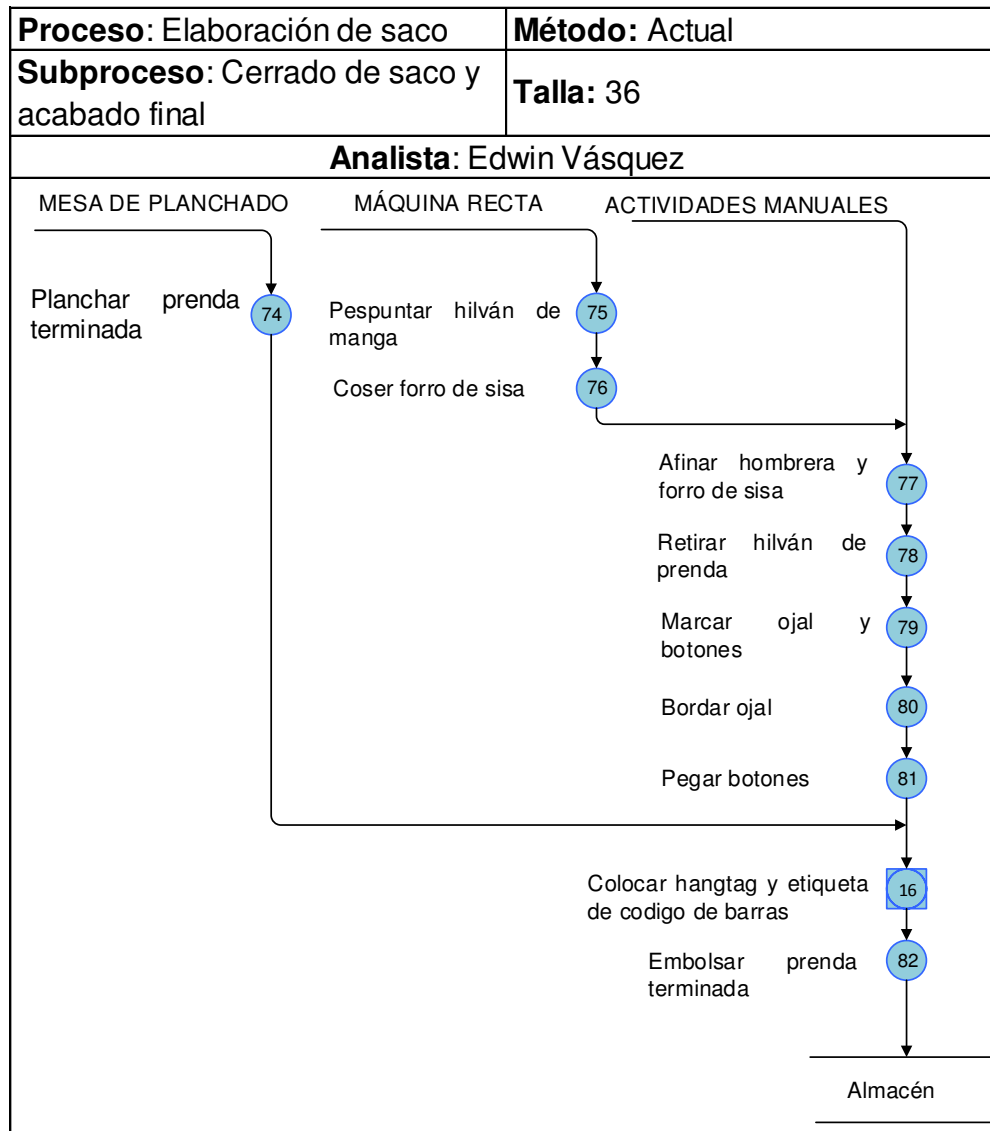 Proceso: Elaboración de saco
Método: Actual
Subproceso: Cerrado de saco y
acabado final
Talla: 36
Analista: Edwin Vásquez
MESA DE PLANCHADO
MÁQUINA RECTA
ACTIVIDADES MANUALES
Planchar prenda
terminada
74
Pespuntar hilván de
manga
75
Coser forro de sisa
76
Afinar hombrera y
forro de sisa
77
Retirar hilván de
prenda
78
Marcar ojal y
botones
79
Bordar ojal
80
Pegar botones
81
Colocar hangtag y etiqueta
de codigo de barras
16
Embolsar prenda
terminada
82
Almacén